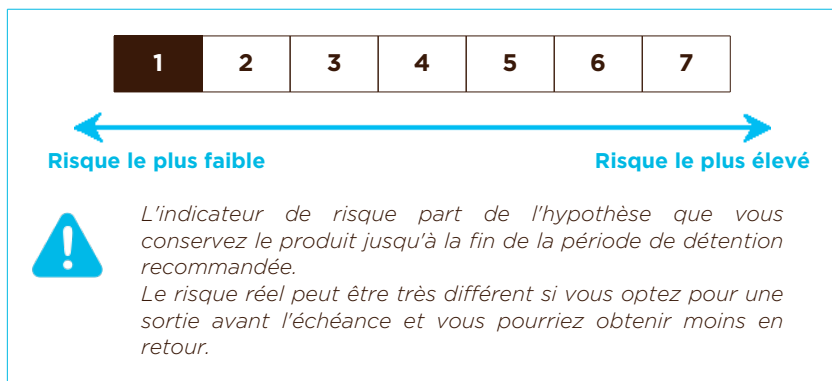 1 2 3 4 5 6 7
Risque le plus faible Risque le plus élevé
L'indicateur de risque part de l'hypothèse que vous
conservez le produit jusqu'à la fin de la période de détention
recommandée.
Le risque réel peut être très différent si vous optez pour une
sortie avant l'échéance et vous pourriez obtenir moins en
retour.